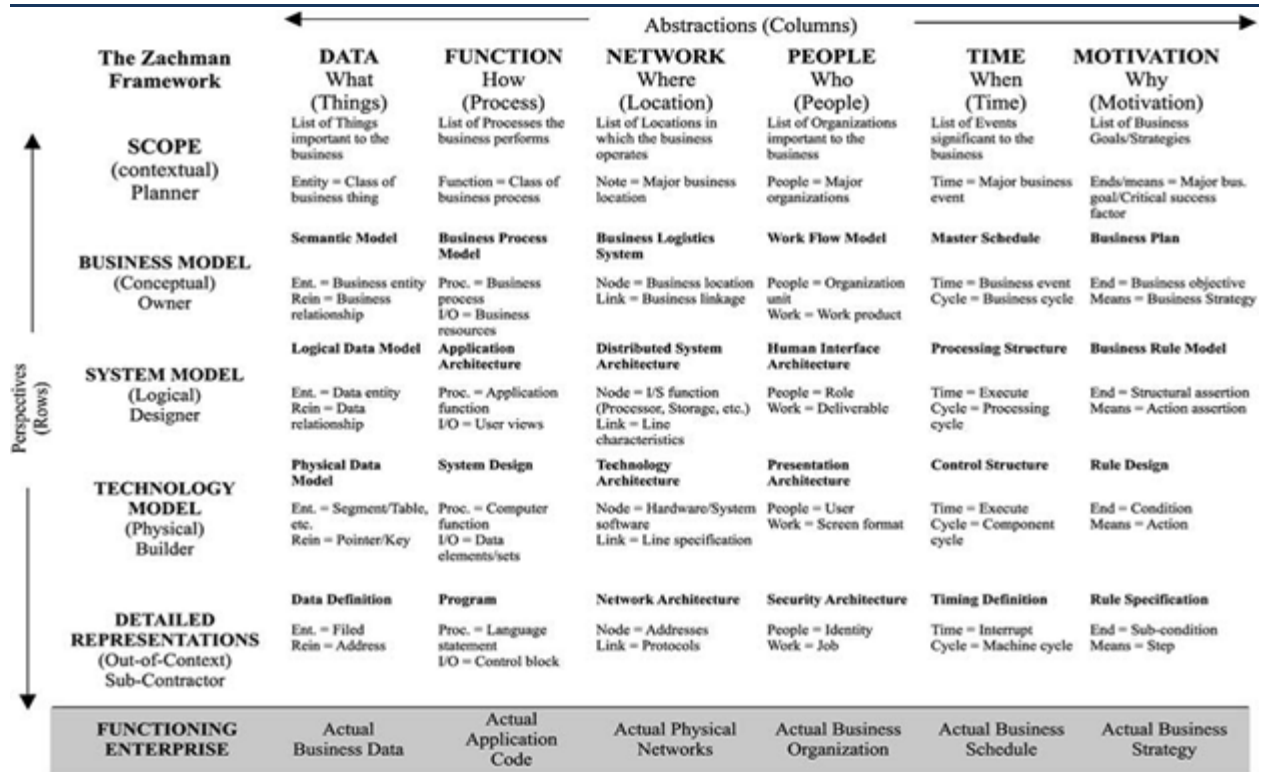 Abstractions (Columns)
The Zachman
Framework
DATA
What
(Things)
FUNCTION
How
(Process)
NETWORK
Where
(Location)
PEOPLE
Who
(People)
TIME
When
(Time)
MOTIVATION
Why
(Motivation)
Perspectives
(Rows)
SCOPE
(contextual)
Planner
List of Things
important to the
business
Entity = Class of
business thing
List of Processes the
business performs
Function = Class of
business process
List of Locations in
which the business
operates
Note = Major business
location
List of Organizations
important to the
business
People = Major
organizations
List of Events
significant to the
business
Time = Major business
event
List of Business
Goals/Strategies
Ends/means = Major bus.
goal/Critical success
factor
BUSINESS MODEL
(Conceptual)
Owner
Semantic Model
Ent. = Business entity
Rein = Business
relationship
Business Process
Model
Proc. = Business
process
I/O = Business
resources
Business Logistics
System
Node = Business location
Link = Business linkage
Work Flow Model
People = Organization
unit
Work = Work product
Master Schedule
Time = Business event
Cycle = Business cycle
Business Plan
End = Business objective
Means = Business Strategy
SYSTEM MODEL
(Logical)
Designer
Logical Data Model
Ent. = Data entity
Rein = Data
relationship
Application
Architecture
Proc. = Application
function
I/O = User views
Distributed System
Architecture
Node = I/S function
(Processor, Storage, etc.)
Link = Line
characteristics
Human Interface
Architecture
People = Role
Work = Deliverable
Processing Structure
Time = Execute
Cycle = Processing
cycle
Business Rule Model
End = Structural assertion
Means = Action assertion
TECHNOLOGY
MODEL
(Physical)
Builder
Physical Data
Model
Ent. = Segment/Table,
etc.
Rein = Pointer/Key
System Design
Proc. = Computer
function
I/O = Data
elements/sets
Technology
Architecture
Node = Hardware/System
software
Link = Line specification
Presentation
Architecture
People = User
Work = Screen format
Control Structure
Time = Execute
Cycle = Component
cycle
Rule Design
End = Condition
Means = Action
DETAILED
REPRESENTATIONS
(Out-of-Context)
Sub-Contractor
Data Definition
Ent. = Filed
Rein = Address
Program
Proc. = Language
statement
I/O = Control block
Network Architecture
Node = Addresses
Link = Protocols
Security Architecture
People = Identity
Work = Job
Timing Definition
Time = Interrupt
Cycle = Machine cycle
Rule Specification
End = Sub-condition
Means = Step
FUNCTIONING
ENTERPRISE
Actual
Business Data
Actual
Application
Code
Actual Physical
Networks
Actual Business
Organization
Actual Business
Schedule
Actual Business
Strategy